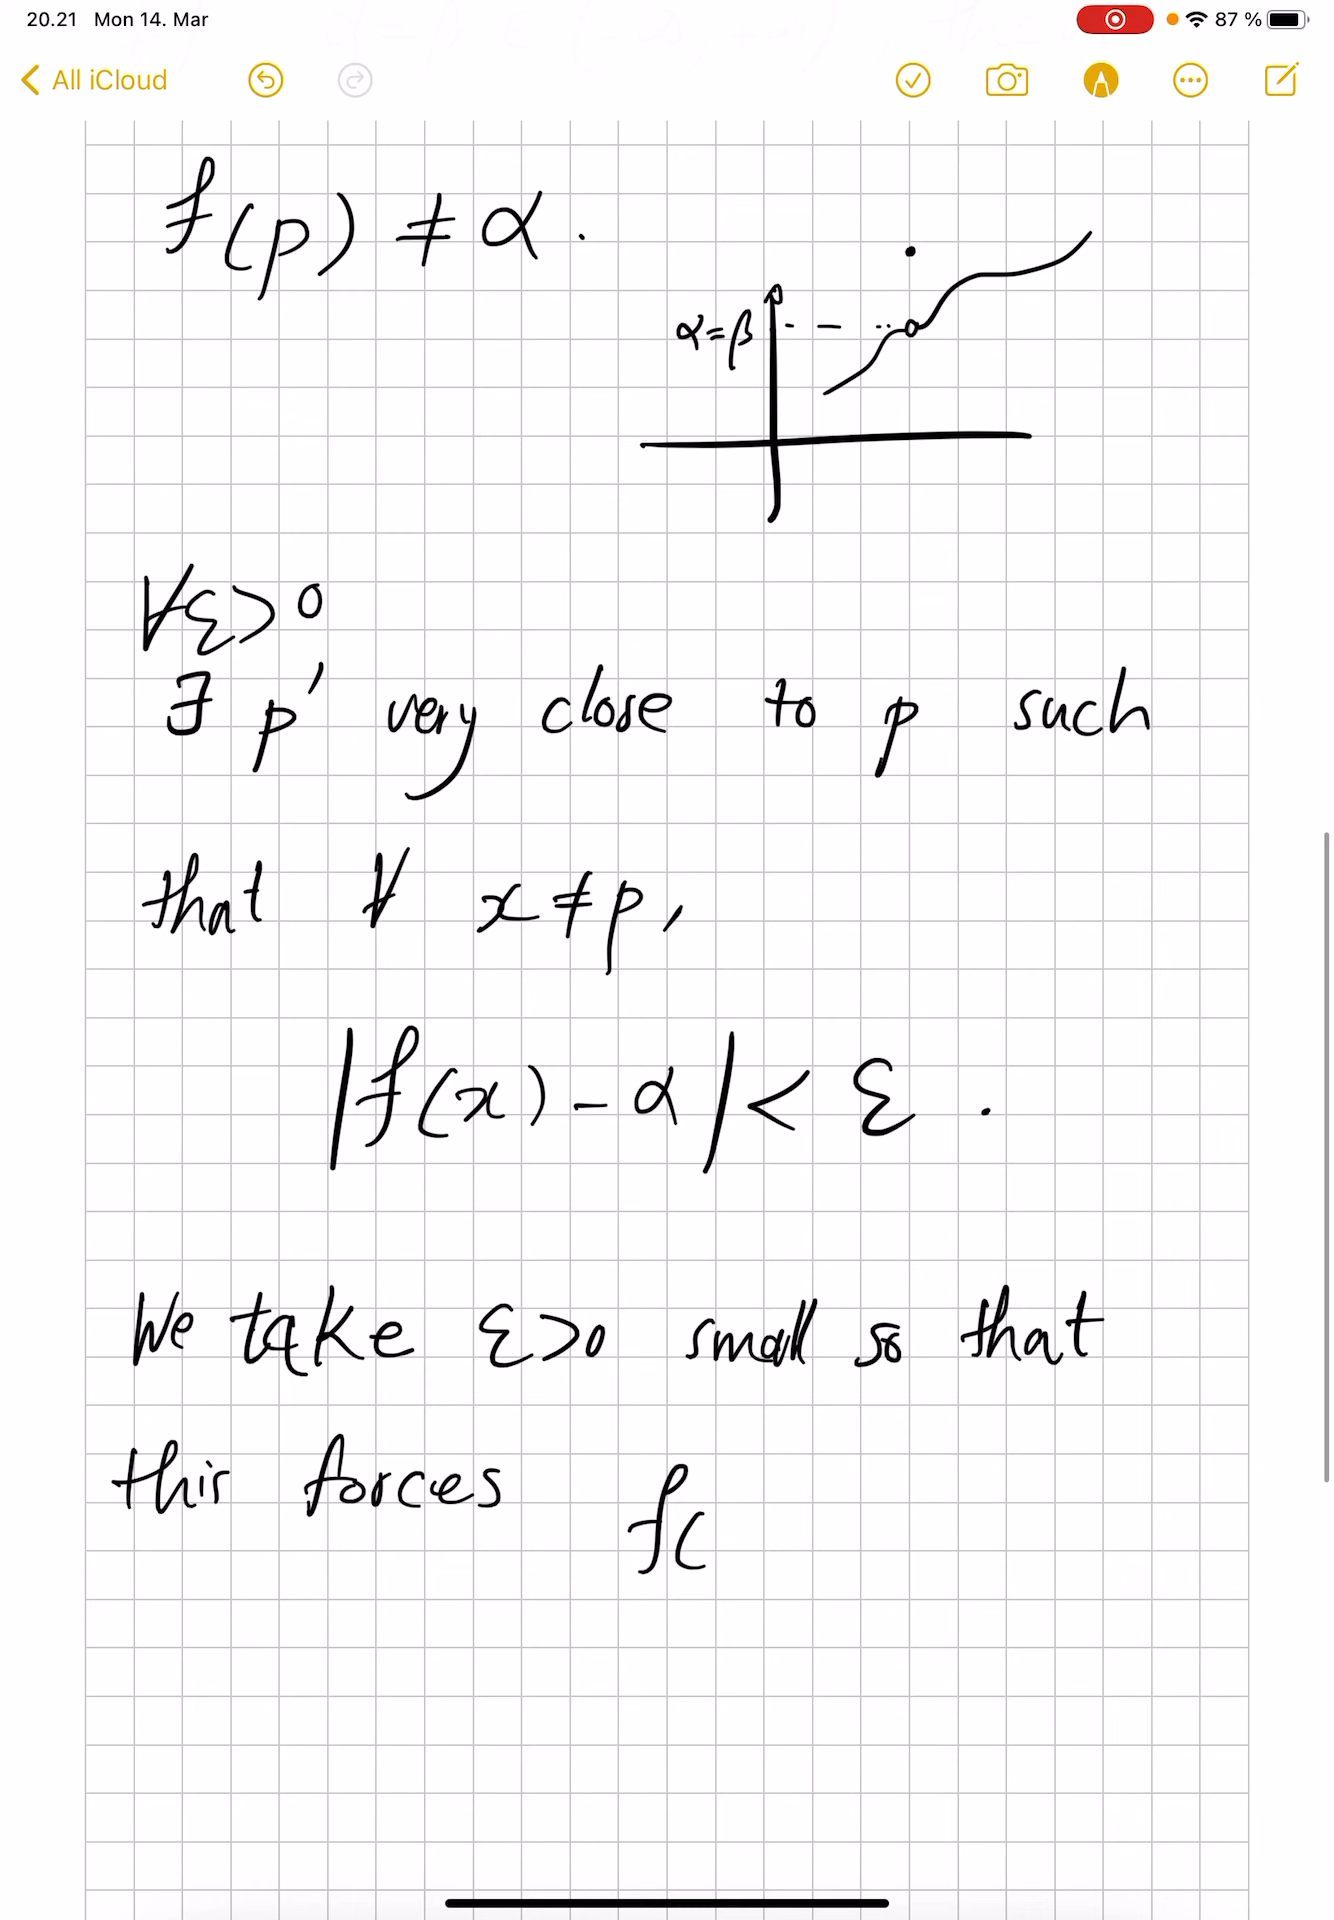 20.21 Mon 14. Mar
87 %
All iCloud
f(p) ≠ α.
α=β
∀ε>0
∃ p' very close to p such
that ∀ x≠p,
|f(x) - α| < ε .
We take ε>0 small so that
this forces f(